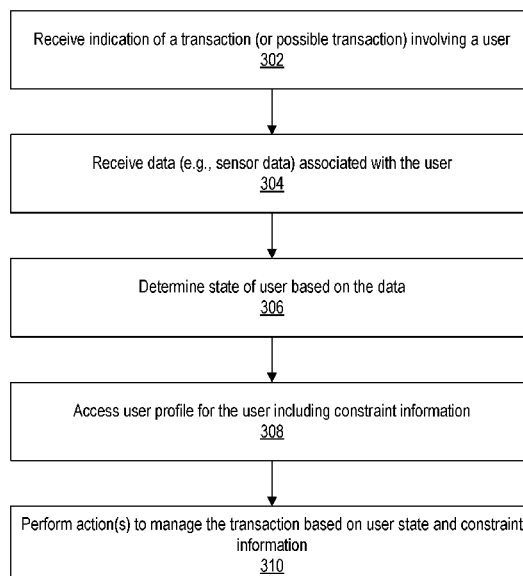 Receive indication of a transaction (or possible transaction) involving a user
302
Receive data (e.g., sensor data) associated with the user
304
Determine state of user based on the data
306
Access user profile for the user including constraint information
308
Perform action(s) to manage the transaction based on user state and constraint
information
310